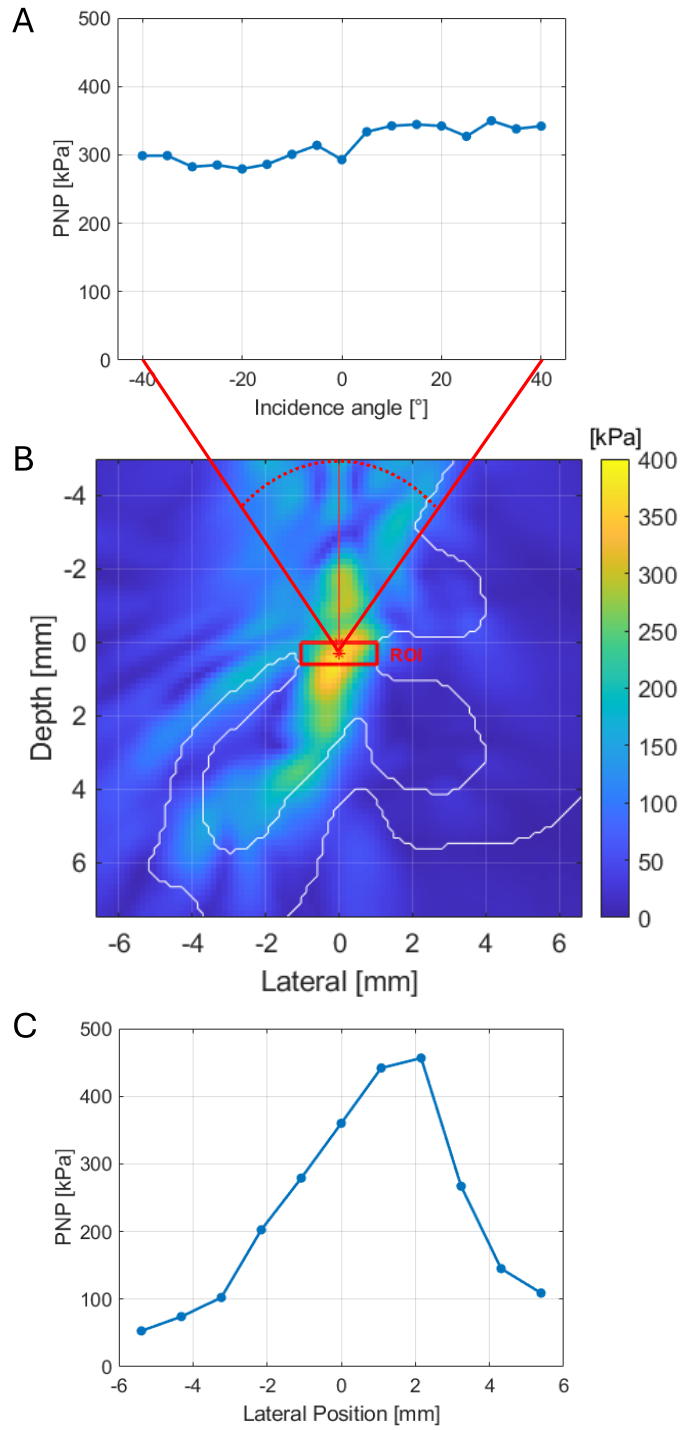 A
500
400
300
200
100
0
PNP [kPa]
-40 -20 0 20 40
Incidence angle [°]
B
[kPa]
-4
-2
0
2
4
6
Depth [mm]
ROI
400
350
300
250
200
150
100
50
0
-6 -4 -2 0 2 4 6
Lateral [mm]
C
500
400
300
200
100
0
PNP [kPa]
-6 -4 -2 0 2 4 6
Lateral Position [mm]